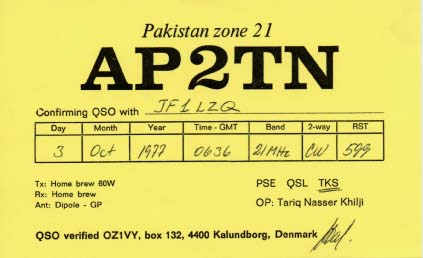 Pakistan zone 21
AP2TN
Confirming QSO with JF1LZQ
Day Month Year Time - GMT Band 2-way RST
3 Oct 1977 0636 21MHz CW 599
Tx: Home brew 60W
Rx: Home brew
Ant: Dipole - GP
PSE QSL TKS
OP: Tariq Nasser Khilji
QSO verified OZ1VY, box 132, 4400 Kalundborg, Denmark